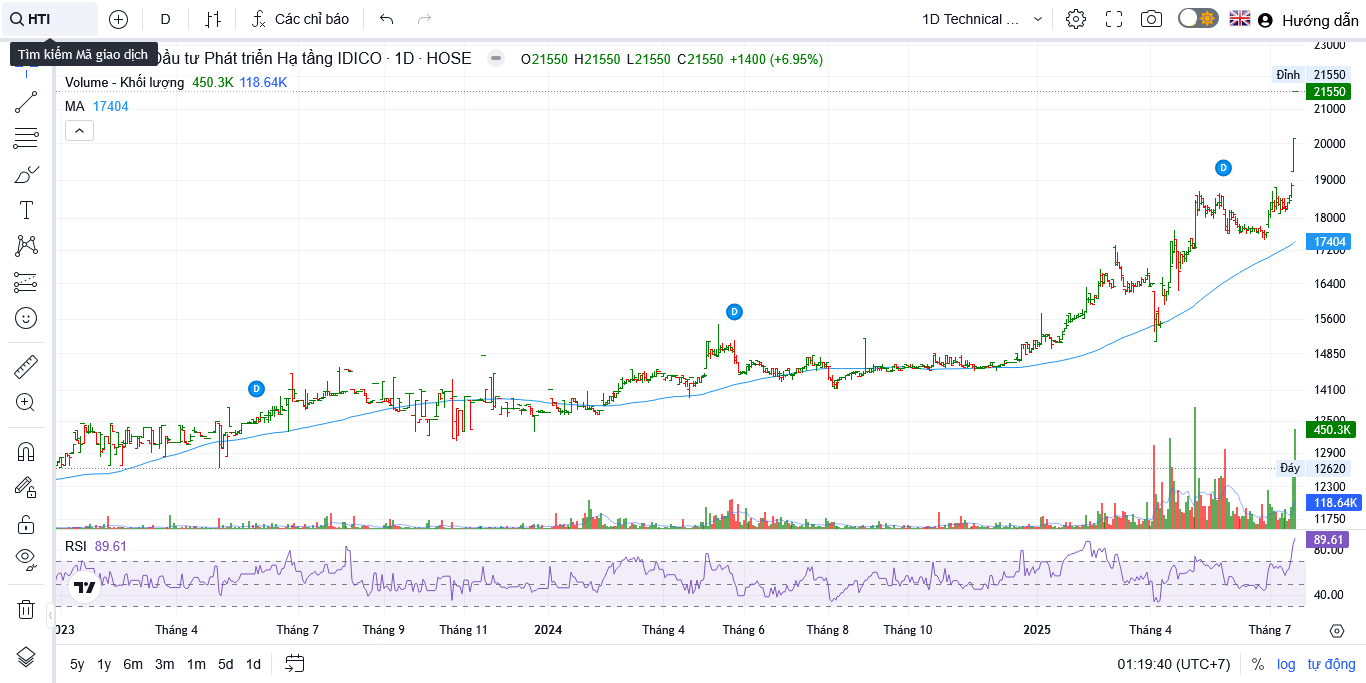 HTI
D
Các chỉ báo
1D Technical ...
Hướng dẫn
Tìm kiếm Mã giao dịch
Đầu tư Phát triển Hạ tầng IDICO · 1D · HOSE
O21550 H21550 L21550 C21550 +1400 (+6.95%)
Volume - Khối lượng 450.3K 118.64K
MA 17404
23000
Đỉnh 21550
21550
21000
20000
D
19000
18000
17404
17200
16400
D
15600
14850
D
14100
13500
450.3K
12900
Đáy 12620
12300
118.64K
11750
RSI 89.61
89.61
80.00
40.00
023
Tháng 4
Tháng 7
Tháng 9
Tháng 11
2024
Tháng 4
Tháng 6
Tháng 8
Tháng 10
2025
Tháng 4
Tháng 7
5y 1y 6m 3m 1m 5d 1d
01:19:40 (UTC+7) % log tự động